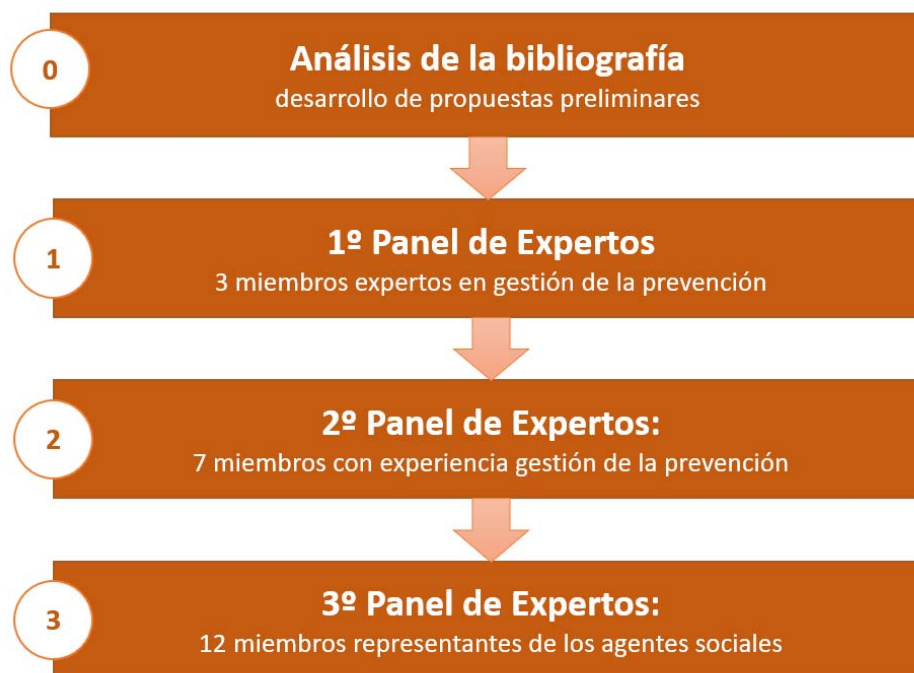 0
Análisis de la bibliografía
desarrollo de propuestas preliminares
1
1º Panel de Expertos
3 miembros expertos en gestión de la prevención
2
2º Panel de Expertos:
7 miembros con experiencia gestión de la prevención
3
3º Panel de Expertos:
12 miembros representantes de los agentes sociales